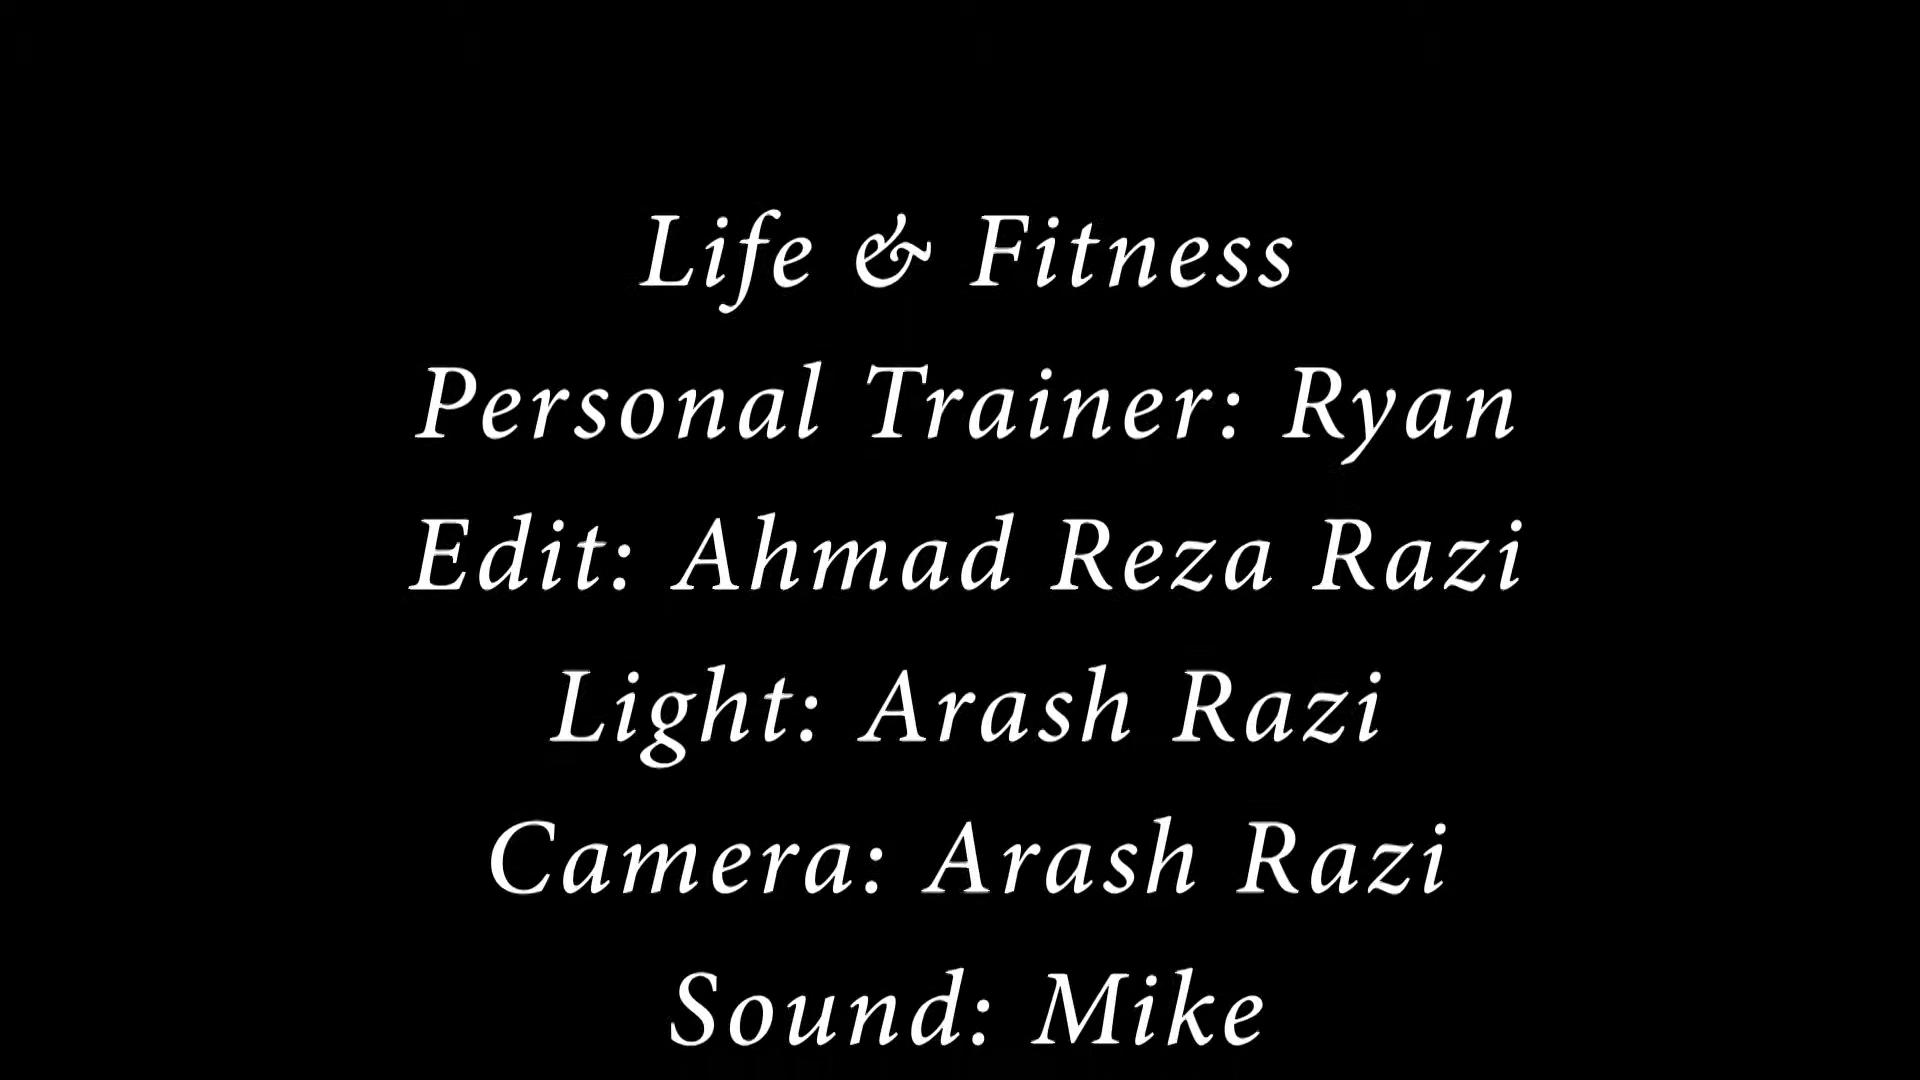 Life & Fitness
Personal Trainer: Ryan
Edit: Ahmad Reza Razi
Light: Arash Razi
Camera: Arash Razi
Sound: Mike